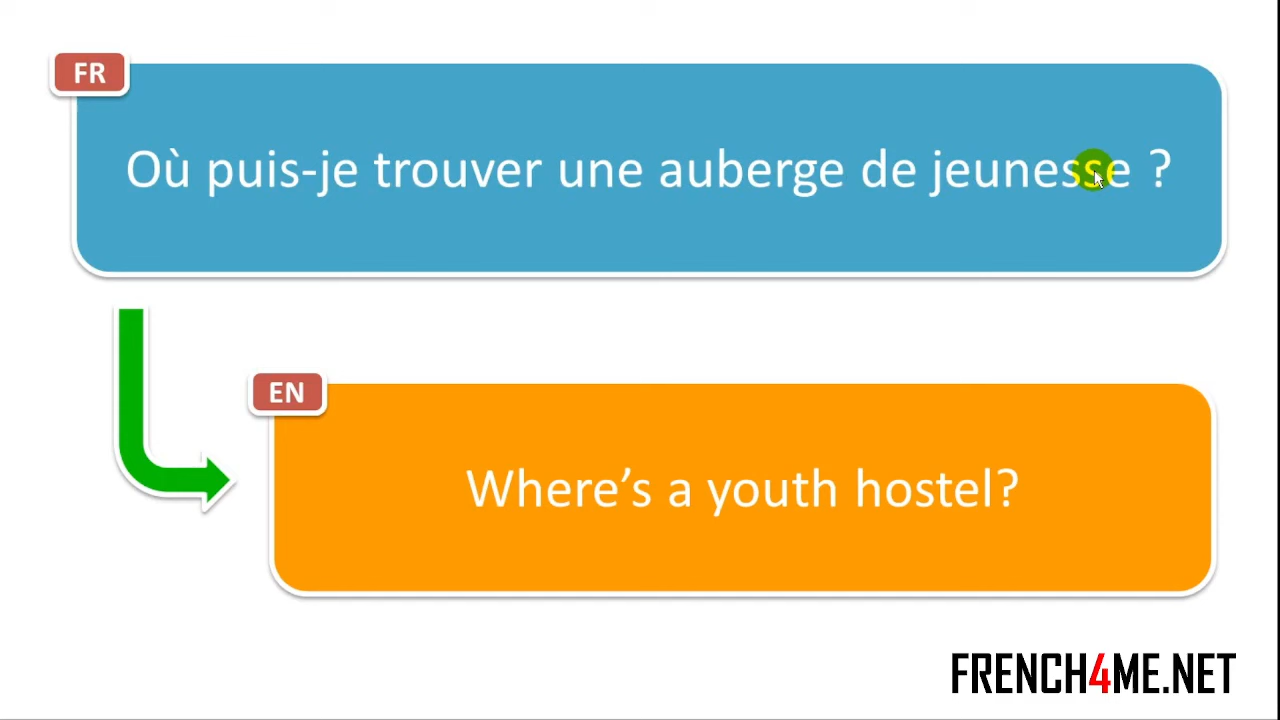 FR
Où puis-je trouver une auberge de jeunesse ?
EN
Where’s a youth hostel?
FRENCH4ME.NET